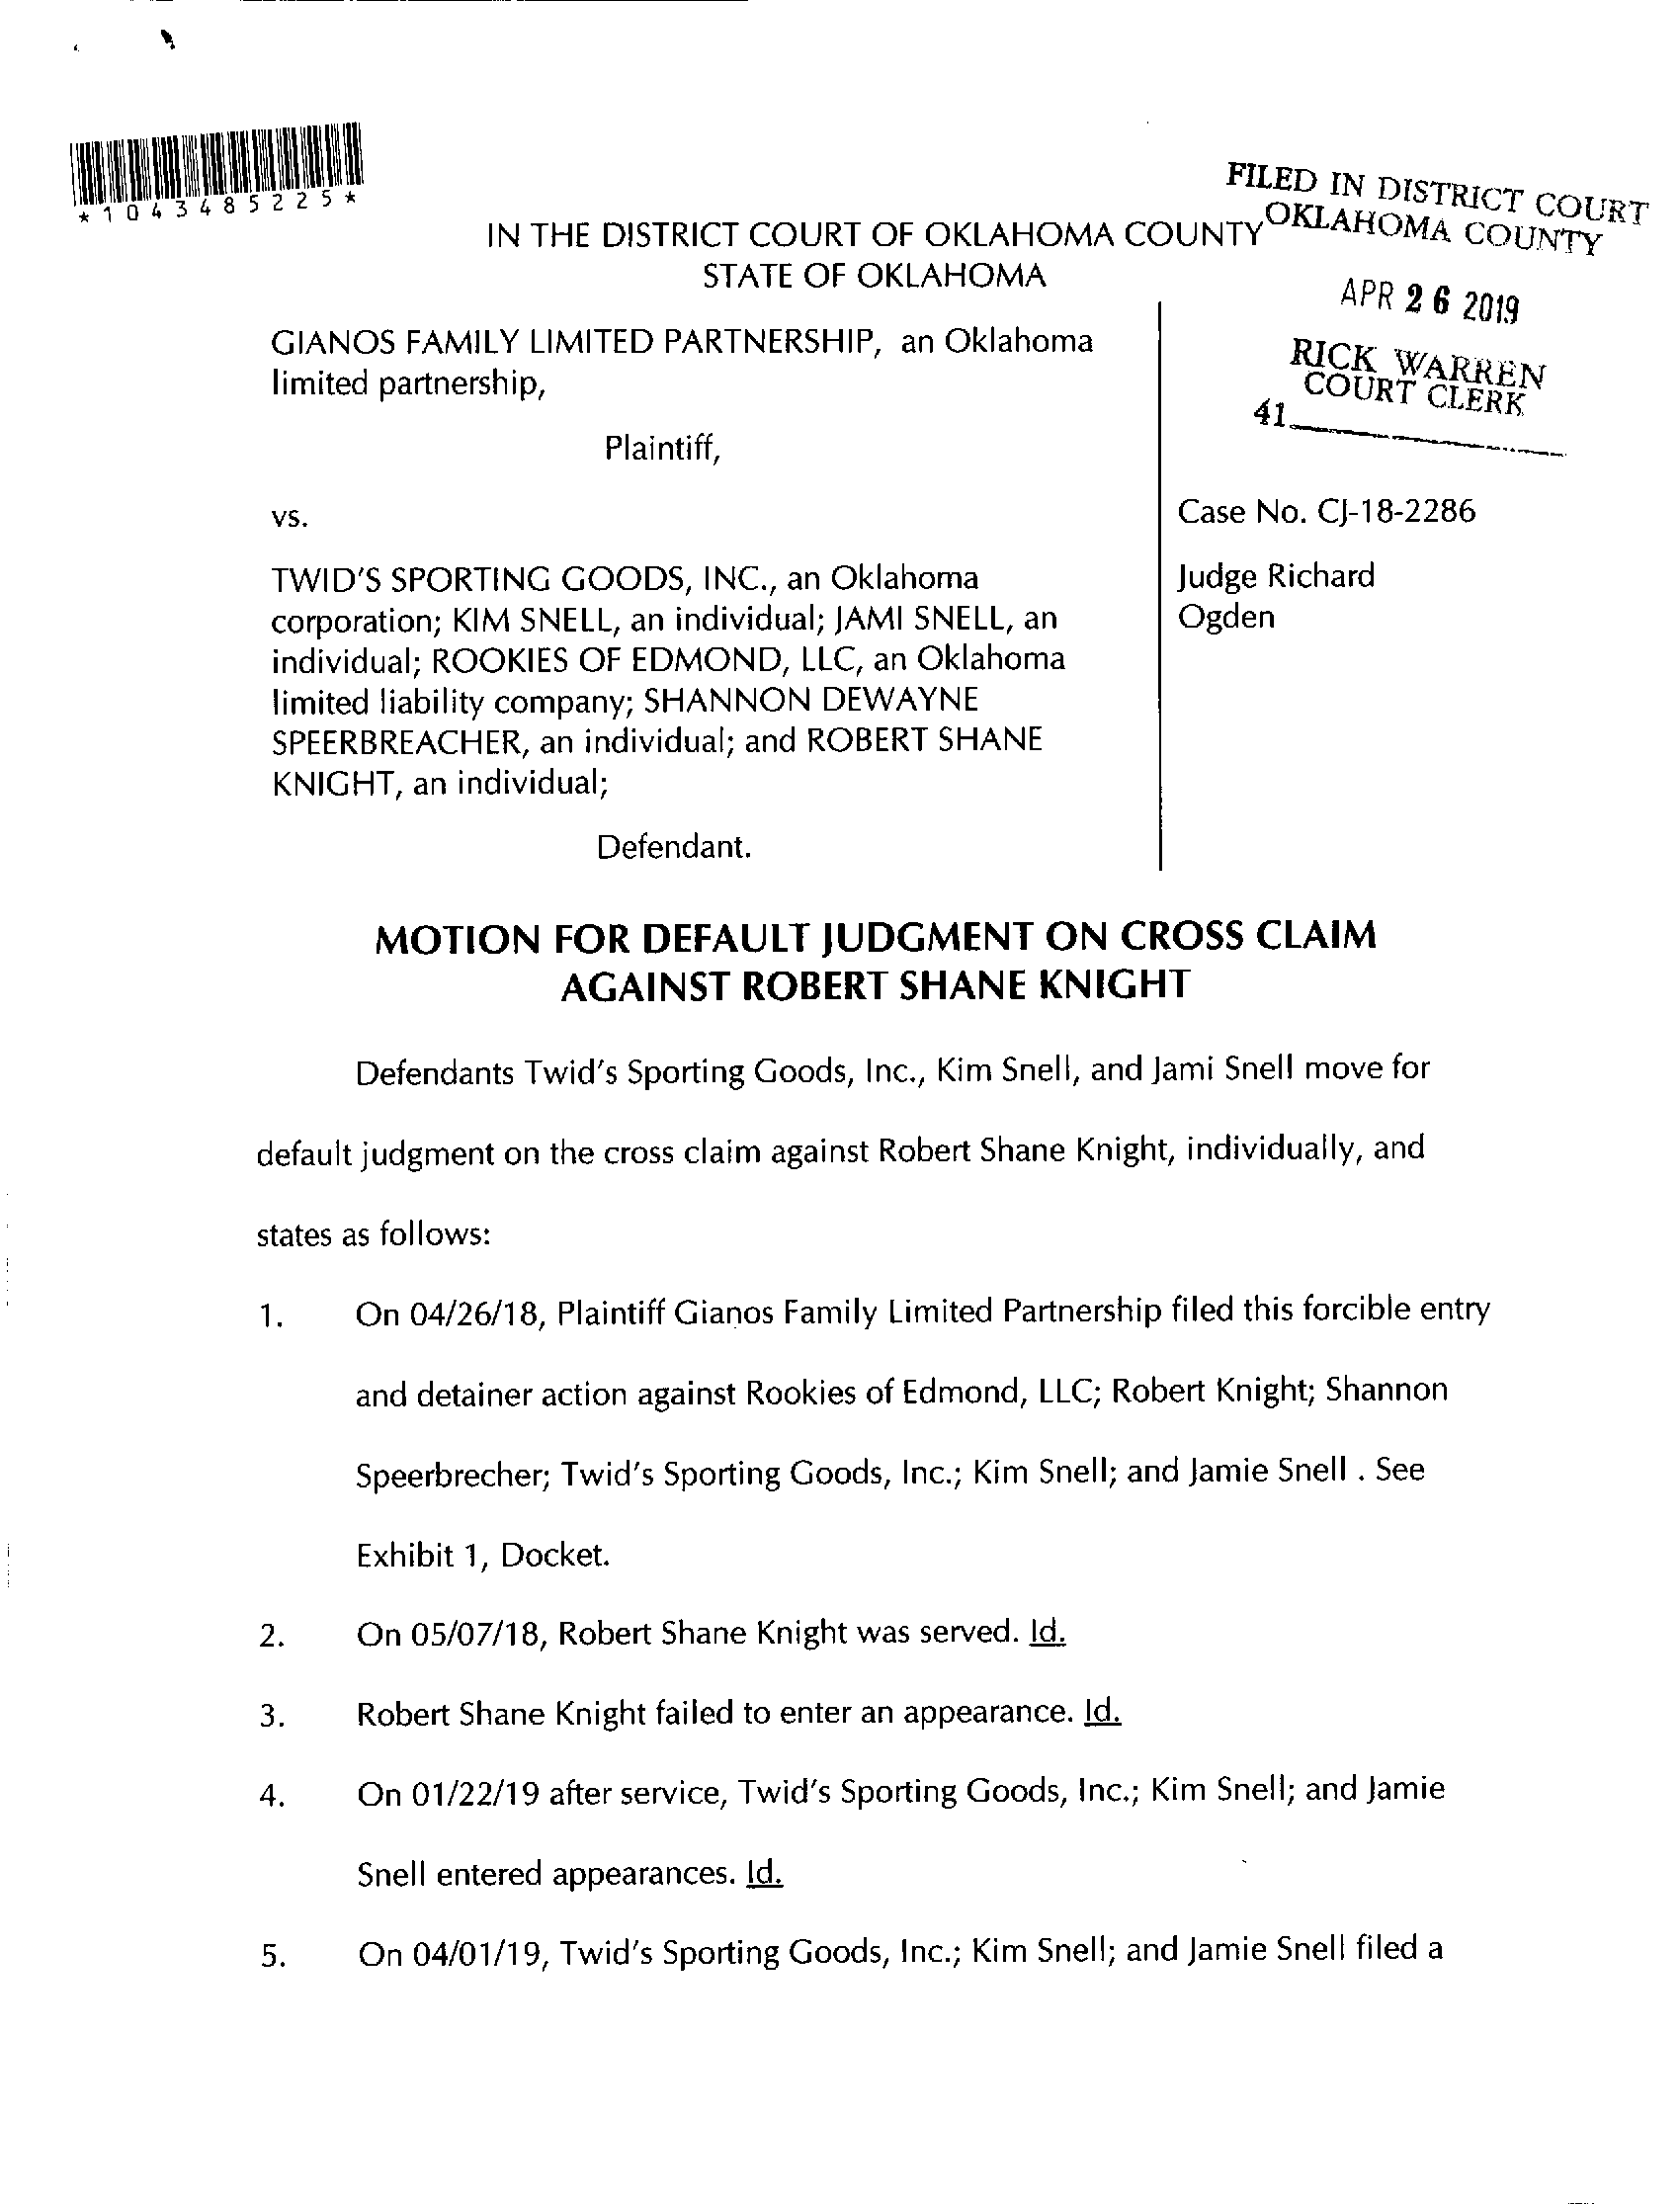 *1043485225*
FILED IN DISTRICT COURT
OKLAHOMA COUNTY
APR 26 2019
RICK WARREN
COURT CLERK
41
IN THE DISTRICT COURT OF OKLAHOMA COUNTY
STATE OF OKLAHOMA
GIANOS FAMILY LIMITED PARTNERSHIP, an Oklahoma
limited partnership,
Plaintiff,
vs.
Case No. CJ-18-2286
TWID'S SPORTING GOODS, INC., an Oklahoma
corporation; KIM SNELL, an individual; JAMI SNELL, an
individual; ROOKIES OF EDMOND, LLC, an Oklahoma
limited liability company; SHANNON DEWAYNE
SPEERBREACHER, an individual; and ROBERT SHANE
KNIGHT, an individual;
Judge Richard
Ogden
Defendant.
MOTION FOR DEFAULT JUDGMENT ON CROSS CLAIM
AGAINST ROBERT SHANE KNIGHT
Defendants Twid's Sporting Goods, Inc., Kim Snell, and Jami Snell move for
default judgment on the cross claim against Robert Shane Knight, individually, and
states as follows:
1. On 04/26/18, Plaintiff Gianos Family Limited Partnership filed this forcible entry
and detainer action against Rookies of Edmond, LLC; Robert Knight; Shannon
Speerbrecher; Twid's Sporting Goods, Inc.; Kim Snell; and Jamie Snell . See
Exhibit 1, Docket.
2. On 05/07/18, Robert Shane Knight was served. Id.
3. Robert Shane Knight failed to enter an appearance. Id.
4. On 01/22/19 after service, Twid's Sporting Goods, Inc.; Kim Snell; and Jamie
Snell entered appearances. Id.
5. On 04/01/19, Twid's Sporting Goods, Inc.; Kim Snell; and Jamie Snell filed a